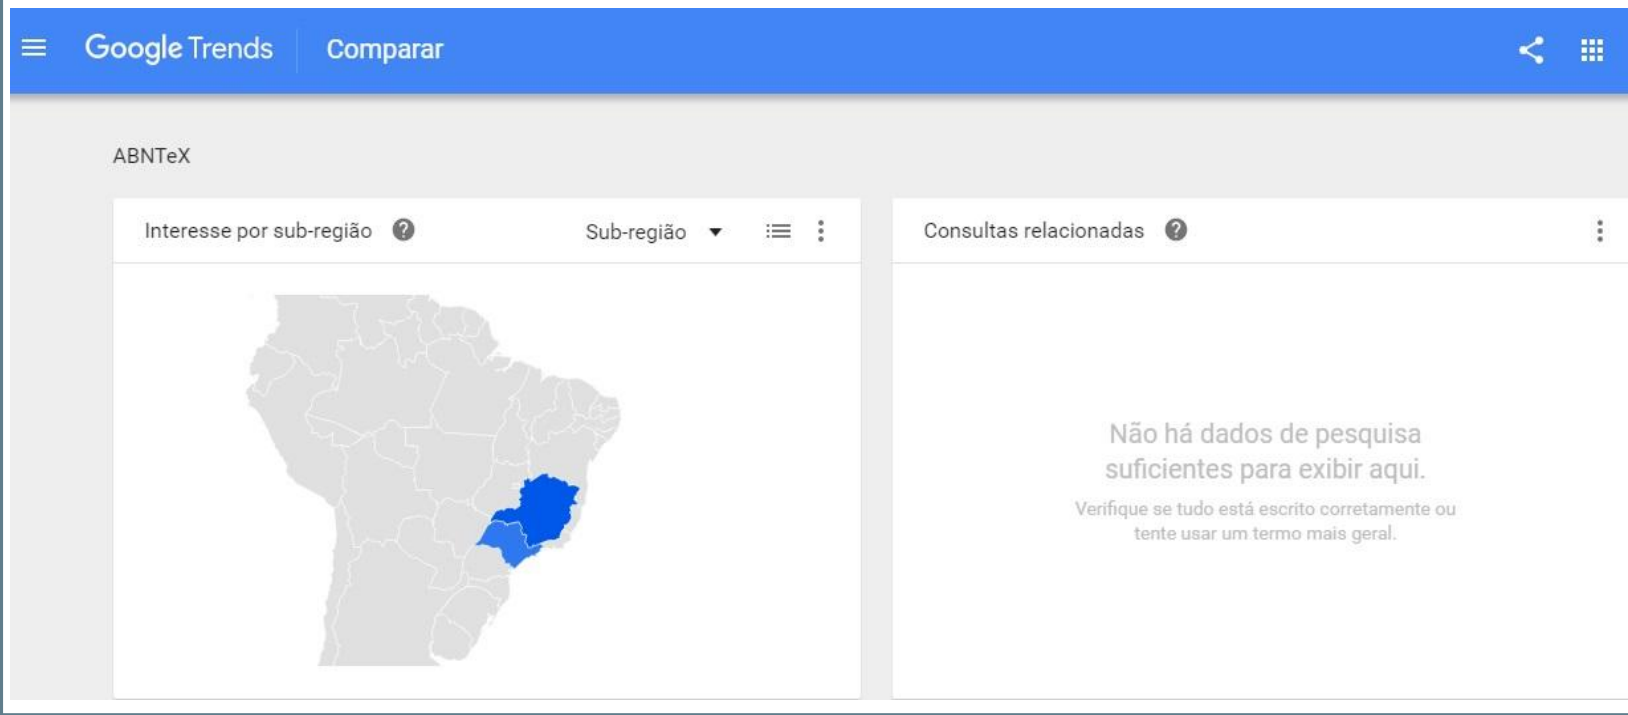 Google Trends Comparar
ABNTeX
Interesse por sub-região ? Sub-região
Consultas relacionadas ?
Não há dados de pesquisa
suficientes para exibir aqui.
Verifique se tudo está escrito corretamente ou
tente usar um termo mais geral.